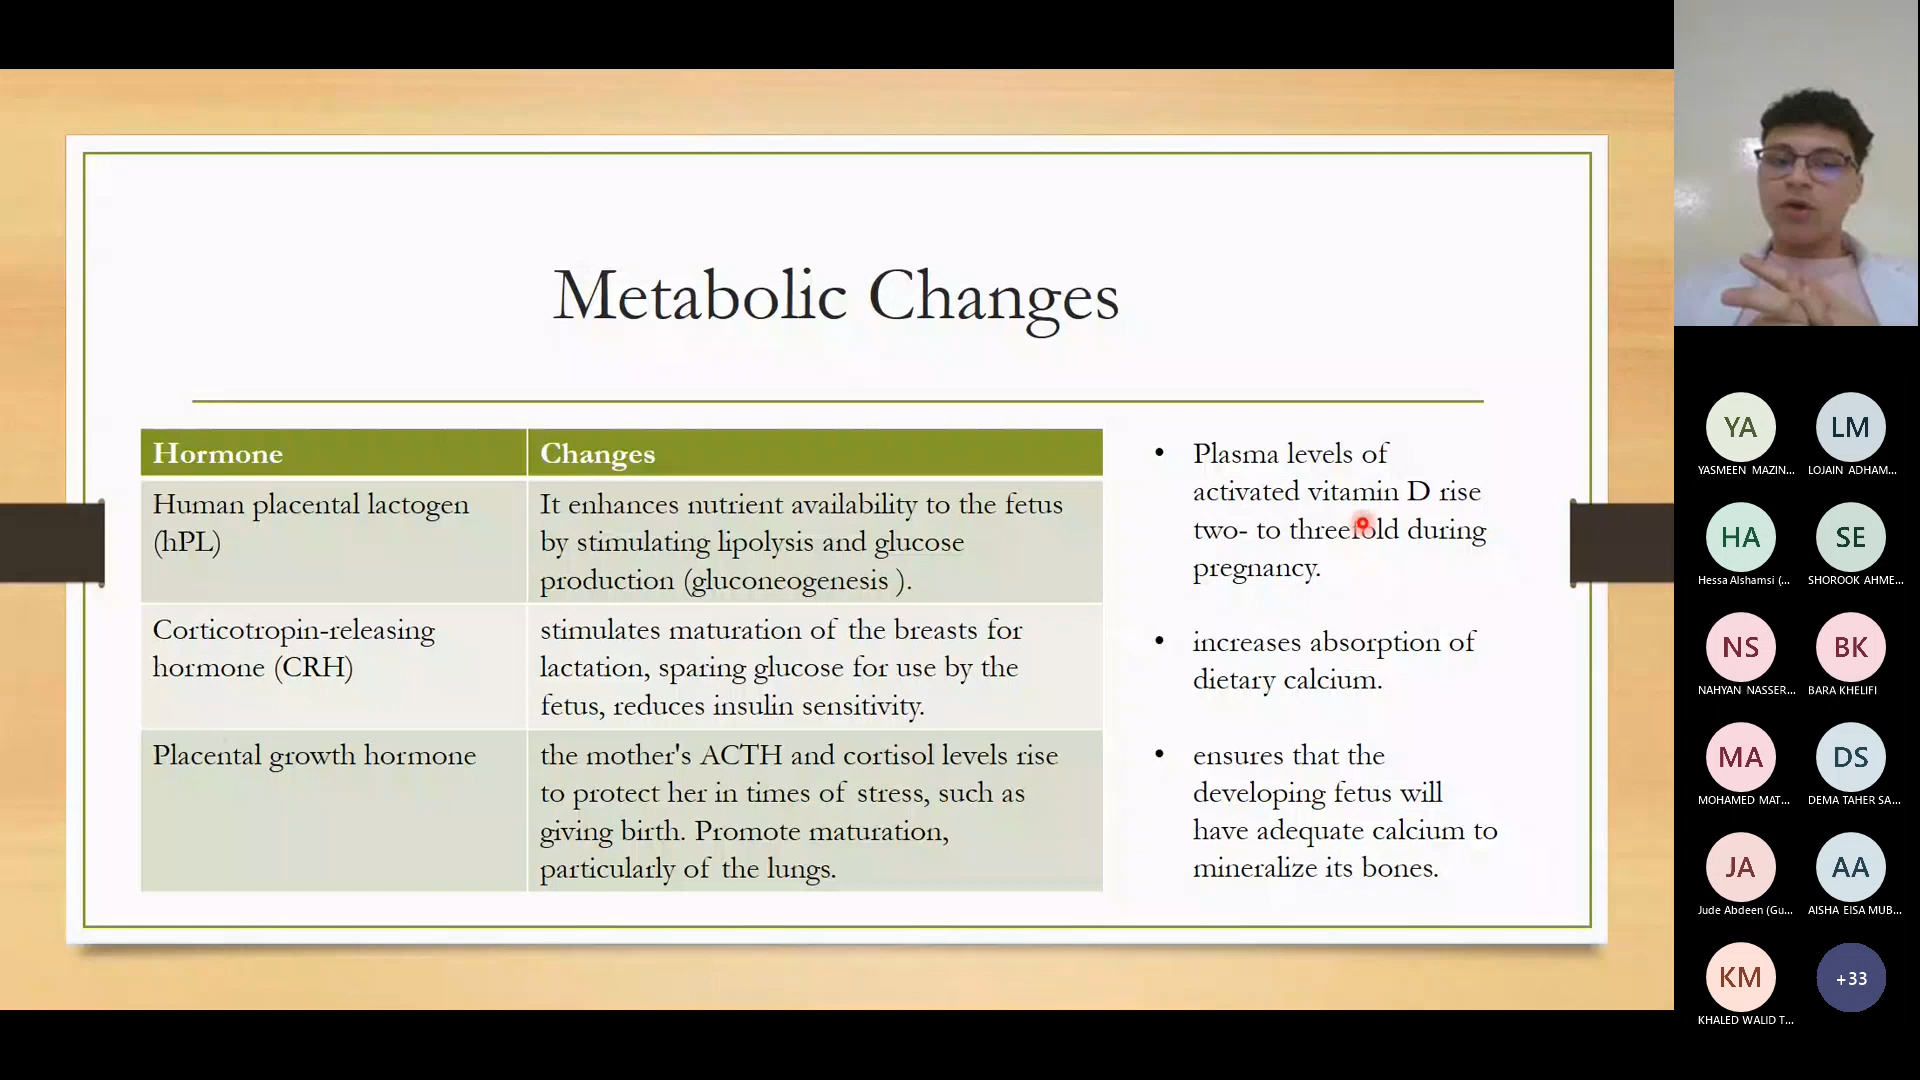 Metabolic Changes
Hormone
Changes
Human placental lactogen
(hPL)
It enhances nutrient availability to the fetus
by stimulating lipolysis and glucose
production (gluconeogenesis ).
Corticotropin-releasing
hormone (CRH)
stimulates maturation of the breasts for
lactation, sparing glucose for use by the
fetus, reduces insulin sensitivity.
Placental growth hormone
the mother's ACTH and cortisol levels rise
to protect her in times of stress, such as
giving birth. Promote maturation,
particularly of the lungs.
• Plasma levels of
activated vitamin D rise
two- to threefold during
pregnancy.
• increases absorption of
dietary calcium.
• ensures that the
developing fetus will
have adequate calcium to
mineralize its bones.
YA
LM
YASMEEN MAZIN...
LOJAIN ADHAM...
HA
SE
Hessa Alshamsi (...
SHOROOK AHME...
NS
BK
NAHYAN NASSER...
BARA KHELIFI
MA
DS
MOHAMED MAT...
DEMA TAHER SA...
JA
AA
Jude Abdeen (Gu...
AISHA EISA MUB...
KM
+33
KHALED WALID T...